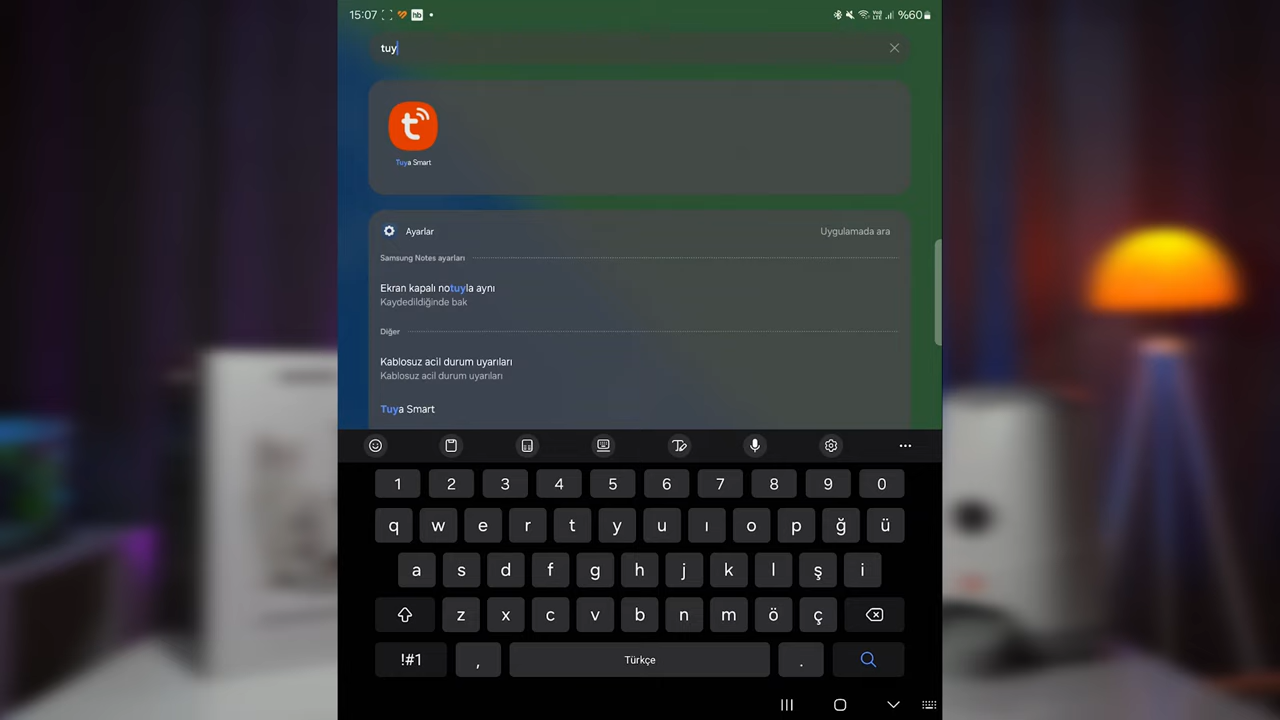 15:07 hb %60
tuy
Tuya Smart
Ayarlar Uygulamada ara
Samsung Notes ayarları
Ekran kapalı notuyla aynı
Kaydedildiğinde bak
Diğer
Kablosuz acil durum uyarıları
Kablosuz acil durum uyarıları
Tuya Smart
1 2 3 4 5 6 7 8 9 0
q w e r t y u ı o p ğ ü
a s d f g h j k l ş i
z x c v b n m ö ç
!#1 , Türkçe .